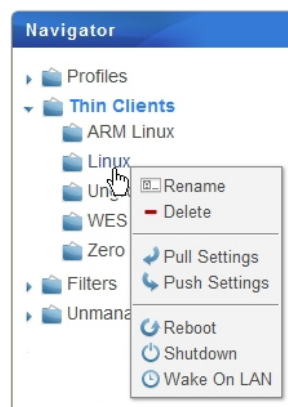 Navigator
Profiles
Thin Clients
ARM Linux
Linux
Rename
Delete
WES
Zero
Pull Settings
Filters
Push Settings
Reboot
Shutdown
Wake On LAN